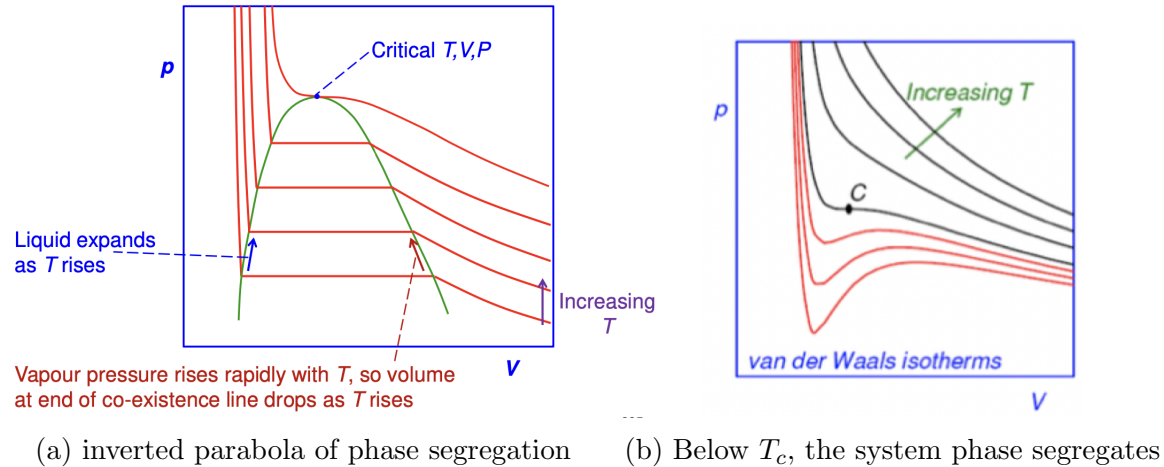 p
Critical T,V,P
Liquid expands
as T rises
Increasing
T
Vapour pressure rises rapidly with T, so volume
at end of co-existence line drops as T rises
V
(a) inverted parabola of phase segregation
p
Increasing T
C
van der Waals isotherms
V
(b) Below T_c, the system phase segregates